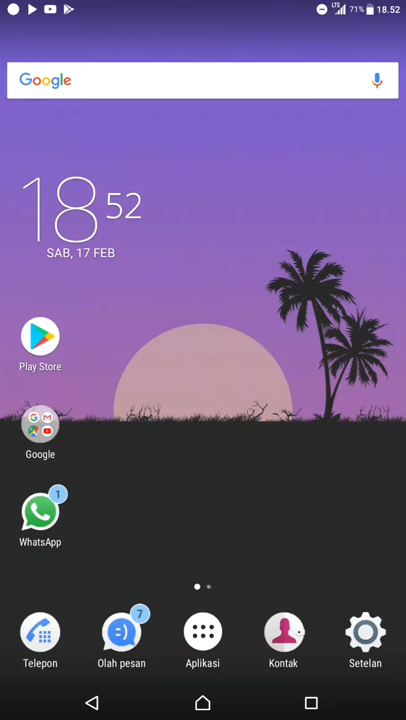 LTE 71% 18.52
Google
18 52
SAB, 17 FEB
Play Store
Google
1
WhatsApp
7
Telepon Olah pesan Aplikasi Kontak Setelan